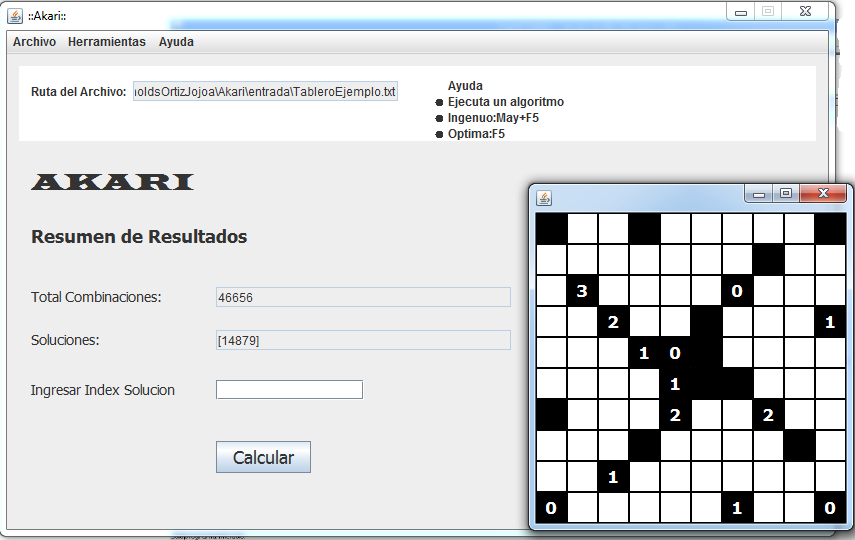 ::Akari::
Archivo Herramientas Ayuda
Ruta del Archivo: oldsOrtizJojoa\Akari\entrada\TableroEjemplo.txt
Ayuda
Ejecuta un algoritmo
Ingenuo:May+F5
Optima:F5
AKARI
Resumen de Resultados
Total Combinaciones: 46656
Soluciones: [14879]
Ingresar Index Solucion
Calcular
3 0
2 1
1 0
1
2 2
1
0 1 0